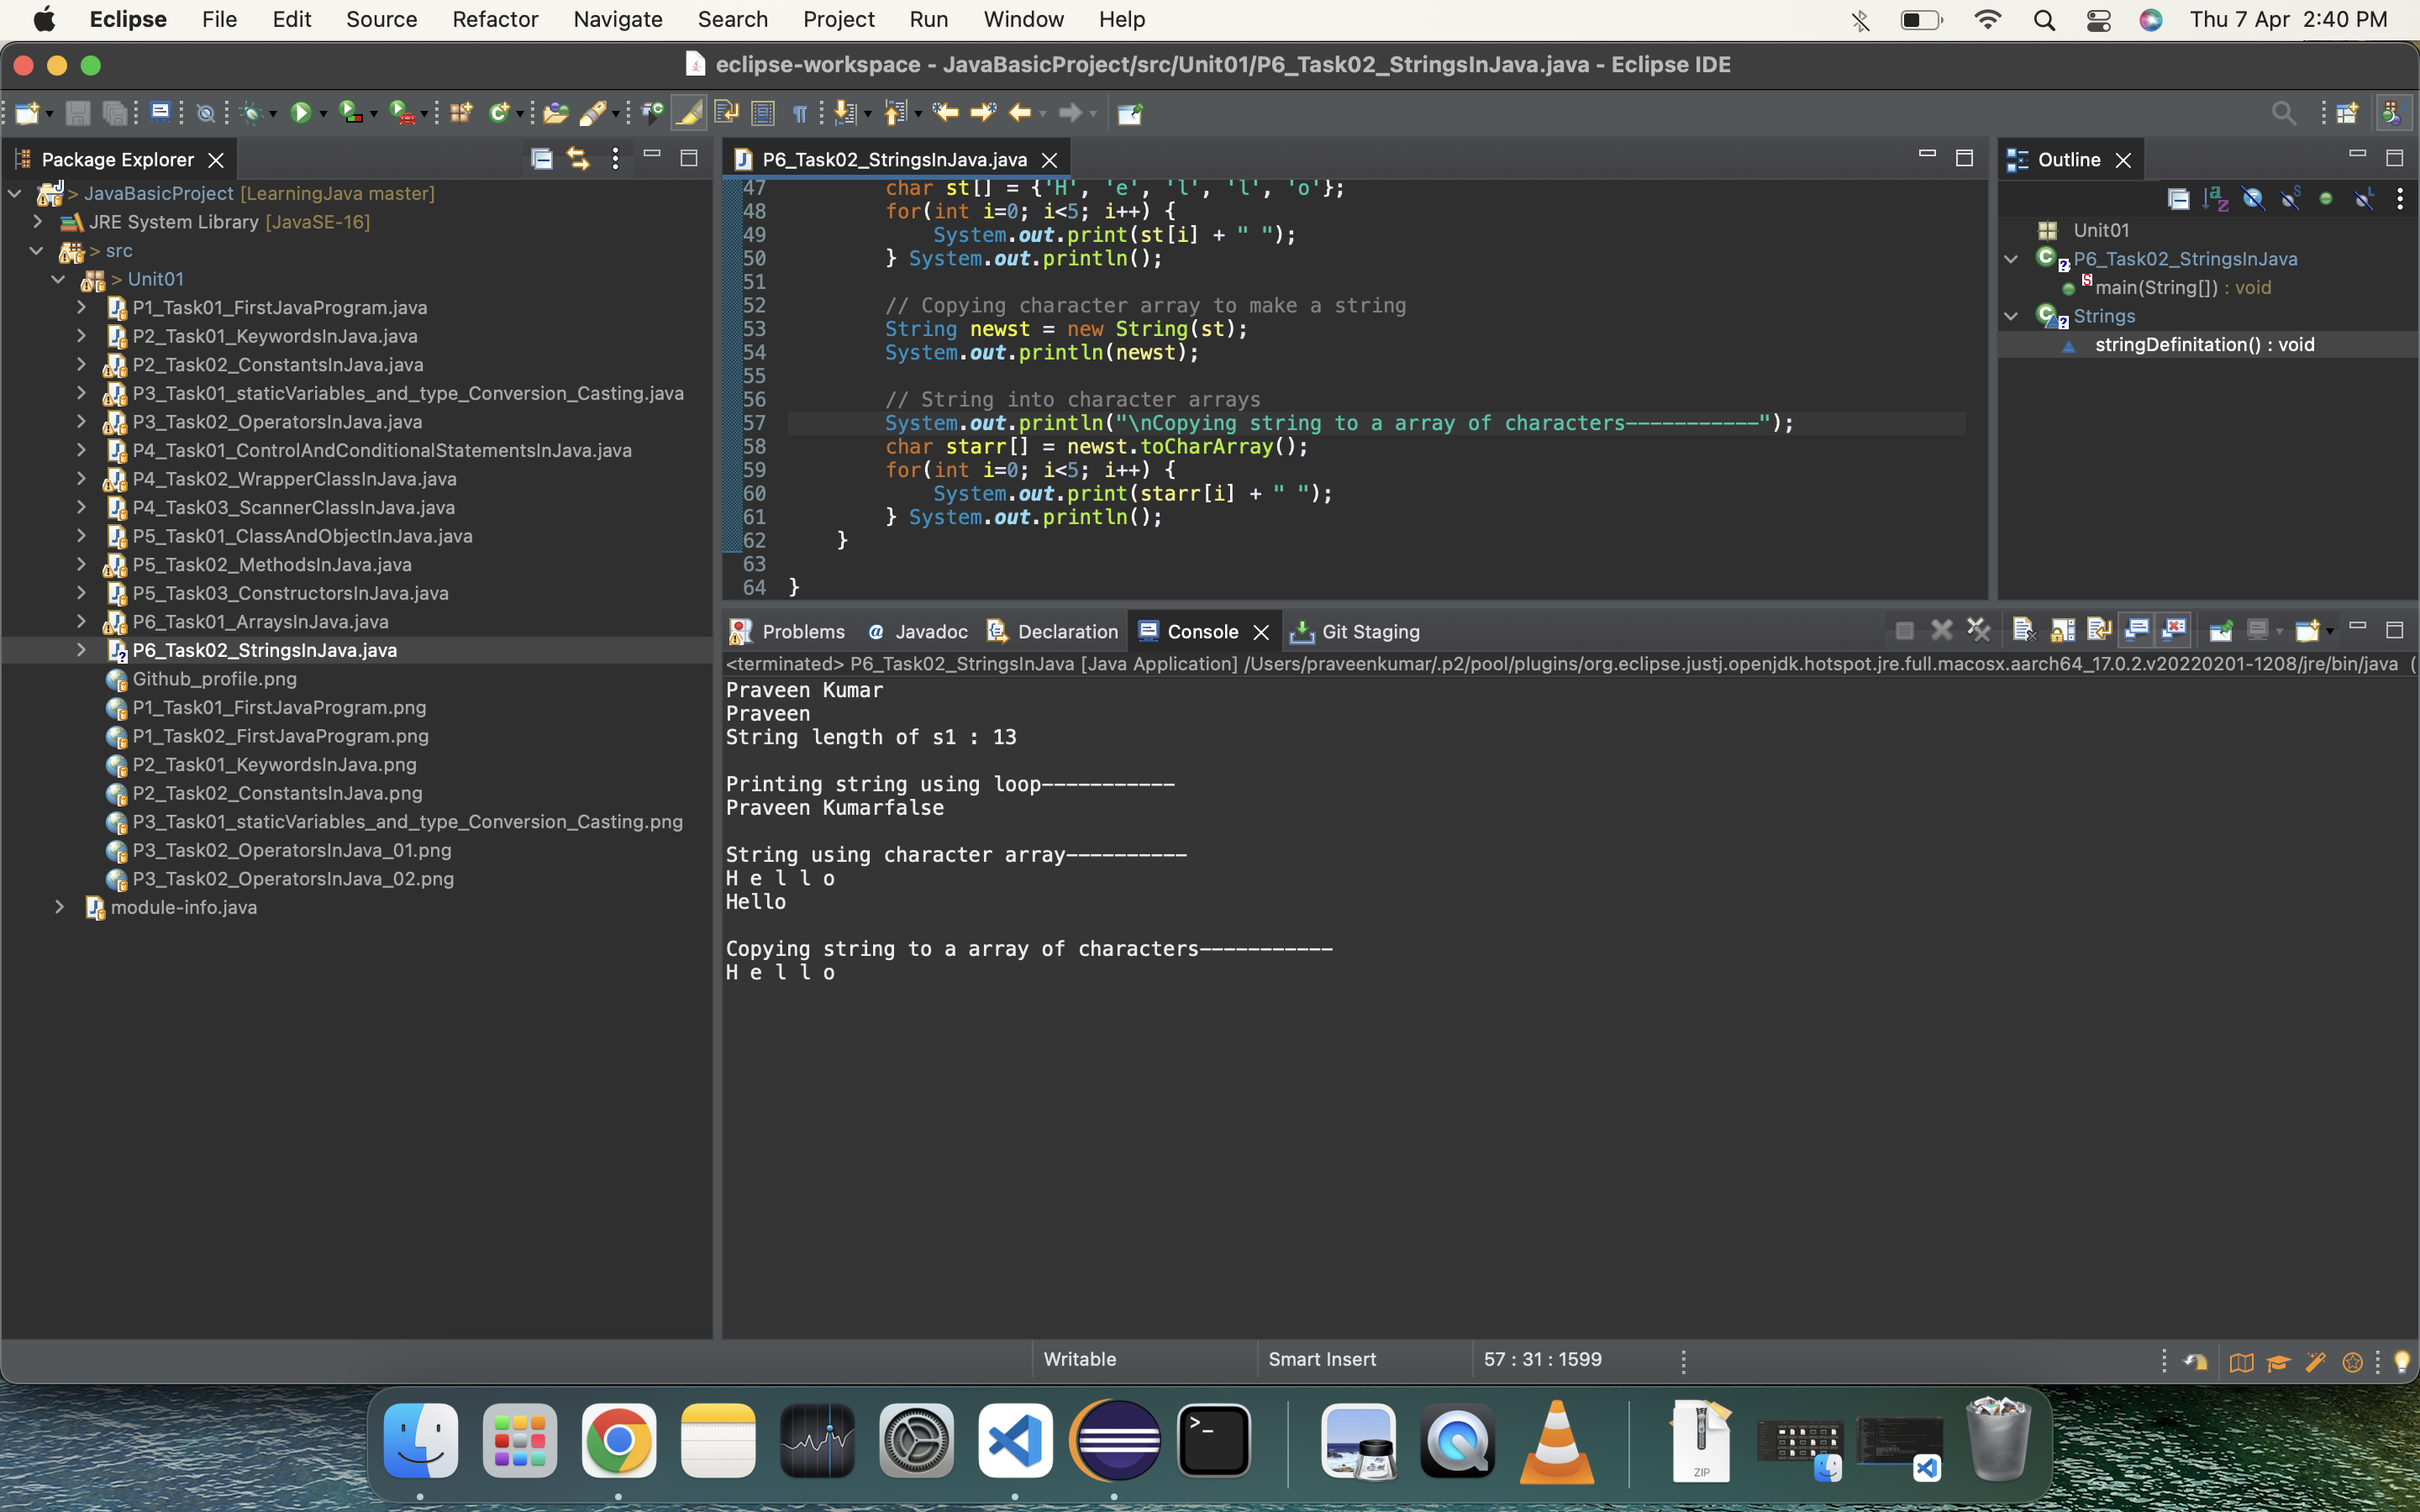 Eclipse File Edit Source Refactor Navigate Search Project Run Window Help Thu 7 Apr 2:40 PM
eclipse-workspace - JavaBasicProject/src/Unit01/P6_Task02_StringsInJava.java - Eclipse IDE
Package Explorer
> JavaBasicProject [LearningJava master]
JRE System Library [JavaSE-16]
> src
> Unit01
P1_Task01_FirstJavaProgram.java
P2_Task01_KeywordsInJava.java
P2_Task02_ConstantsInJava.java
P3_Task01_staticVariables_and_type_Conversion_Casting.java
P3_Task02_OperatorsInJava.java
P4_Task01_ControlAndConditionalStatementsInJava.java
P4_Task02_WrapperClassInJava.java
P4_Task03_ScannerClassInJava.java
P5_Task01_ClassAndObjectInJava.java
P5_Task02_MethodsInJava.java
P5_Task03_ConstructorsInJava.java
P6_Task01_ArraysInJava.java
P6_Task02_StringsInJava.java
Github_profile.png
P1_Task01_FirstJavaProgram.png
P1_Task02_FirstJavaProgram.png
P2_Task01_KeywordsInJava.png
P2_Task02_ConstantsInJava.png
P3_Task01_staticVariables_and_type_Conversion_Casting.png
P3_Task02_OperatorsInJava_01.png
P3_Task02_OperatorsInJava_02.png
module-info.java
P6_Task02_StringsInJava.java
47 char st[] = {'H', 'e', 'l', 'l', 'o'};
48 for(int i=0; i<5; i++) {
49 System.out.print(st[i] + " ");
50 } System.out.println();
51
52 // Copying character array to make a string
53 String newst = new String(st);
54 System.out.println(newst);
55
56 // String into character arrays
57 System.out.println("\nCopying string to a array of characters-----------");
58 char starr[] = newst.toCharArray();
59 for(int i=0; i<5; i++) {
60 System.out.print(starr[i] + " ");
61 } System.out.println();
62 }
63
64 }
Outline
Unit01
P6_Task02_StringsInJava
main(String[]) : void
Strings
stringDefinitation() : void
Problems Javadoc Declaration Console Git Staging
<terminated> P6_Task02_StringsInJava [Java Application] /Users/praveenkumar/.p2/pool/plugins/org.eclipse.justj.openjdk.hotspot.jre.full.macosx.aarch64_17.0.2.v20220201-1208/jre/bin/java (
Praveen Kumar
Praveen
String length of s1 : 13
Printing string using loop-----------
Praveen Kumarfalse
String using character array----------
H e l l o
Hello
Copying string to a array of characters-----------
H e l l o
Writable Smart Insert 57 : 31 : 1599
ZIP